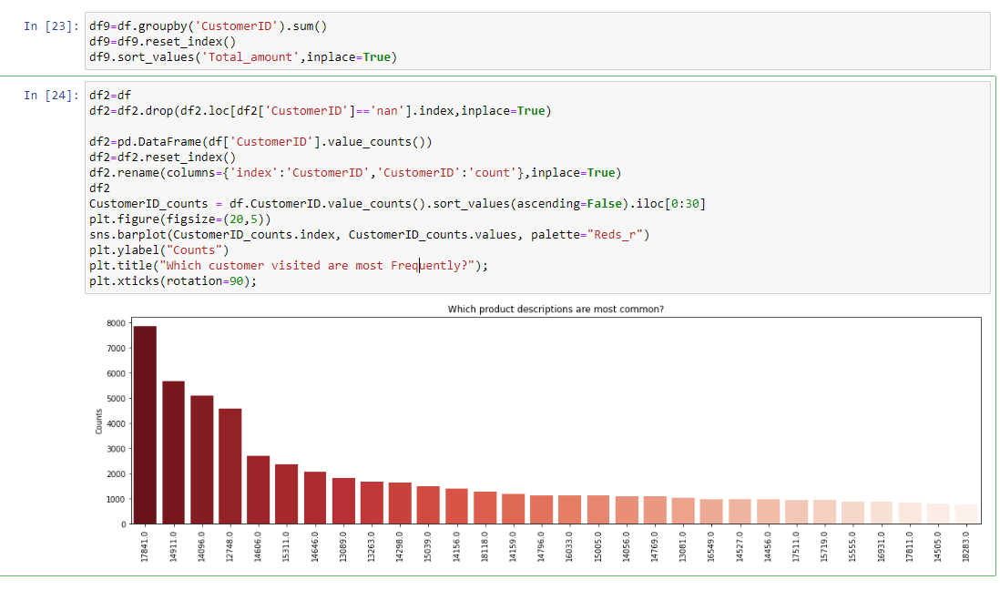 In [23]: df9=df.groupby('CustomerID').sum()
df9=df9.reset_index()
df9.sort_values('Total_amount',inplace=True)
In [24]: df2=df
df2=df2.drop(df2.loc[df2['CustomerID']=='nan'].index,inplace=True)
df2=pd.DataFrame(df['CustomerID'].value_counts())
df2=df2.reset_index()
df2.rename(columns={'index':'CustomerID','CustomerID':'count'},inplace=True)
df2
CustomerID_counts = df.CustomerID.value_counts().sort_values(ascending=False).iloc[0:30]
plt.figure(figsize=(20,5))
sns.barplot(CustomerID_counts.index, CustomerID_counts.values, palette="Reds_r")
plt.ylabel("Counts")
plt.title("Which customer visited are most Frequently?");
plt.xticks(rotation=90);
Which product descriptions are most common?
8000
7000
6000
5000
4000
3000
2000
1000
0
Counts
17841.0
14911.0
14096.0
12748.0
14606.0
15311.0
14646.0
13089.0
13263.0
14298.0
15039.0
14156.0
18118.0
14159.0
14796.0
16033.0
15005.0
14056.0
14769.0
13081.0
16549.0
14527.0
14456.0
17511.0
15719.0
15555.0
16931.0
17811.0
14505.0
18283.0